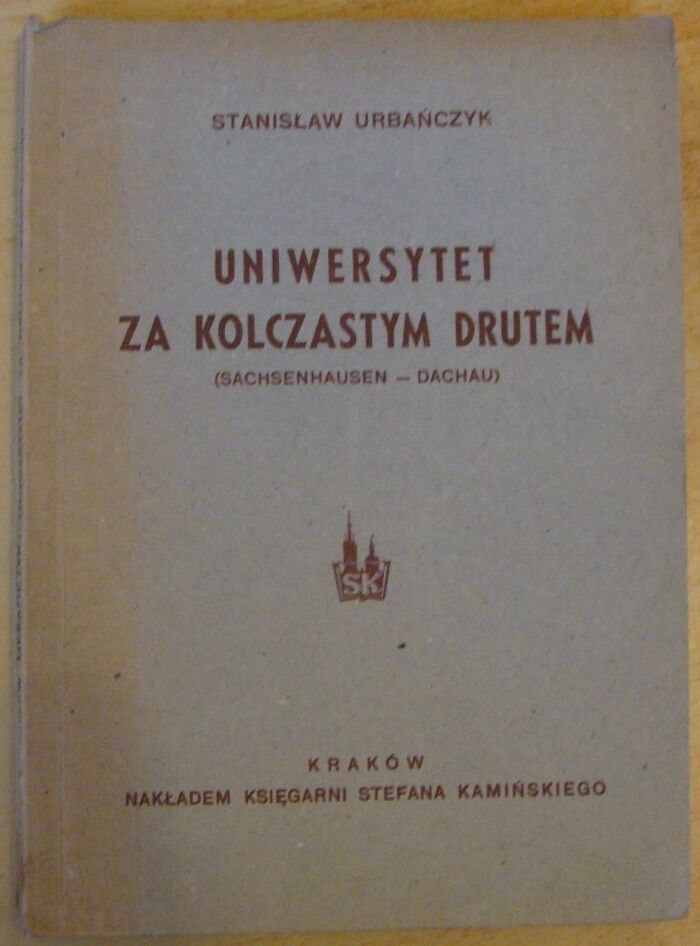 STANISŁAW URBAŃCZYK
UNIWERSYTET
ZA KOLCZASTYM DRUTEM
(SACHSENHAUSEN — DACHAU)
SK
KRAKÓW
NAKŁADEM KSIĘGARNI STEFANA KAMIŃSKIEGO